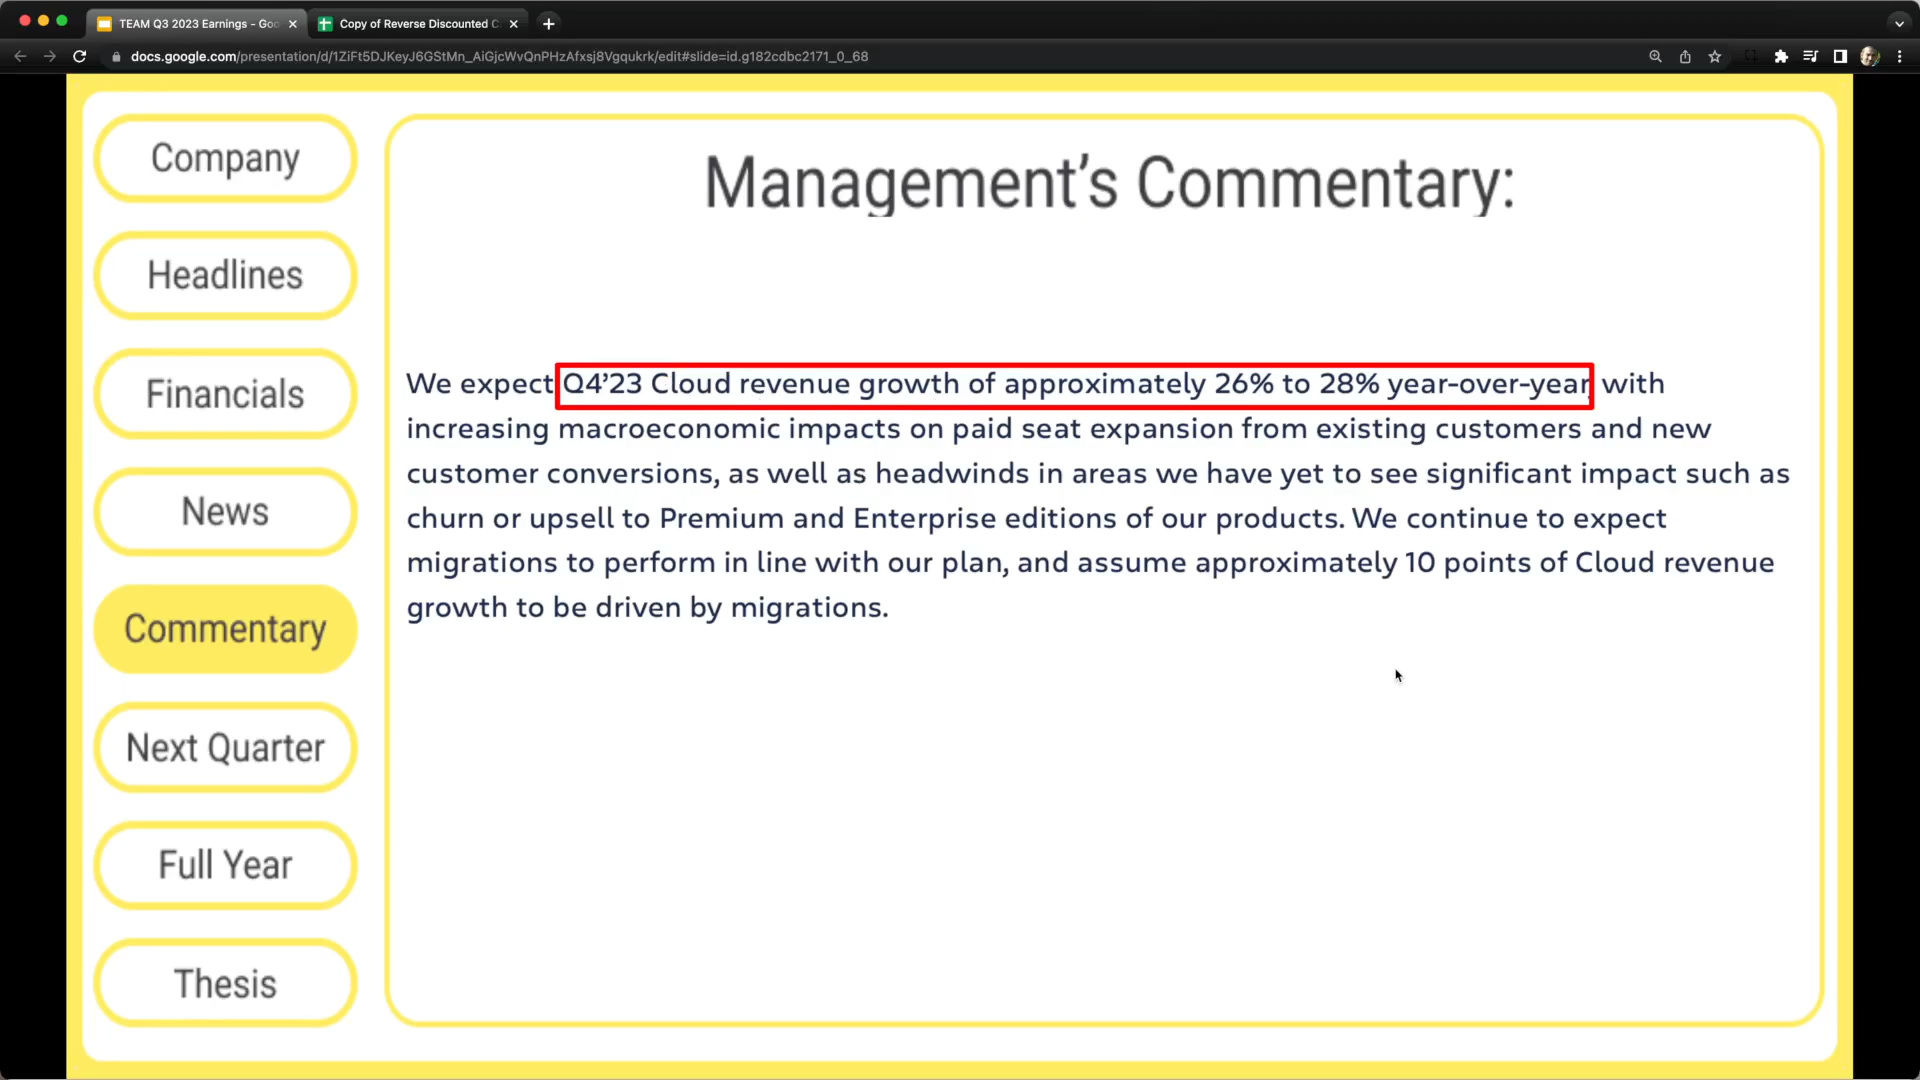 TEAM Q3 2023 Earnings - Goo
Copy of Reverse Discounted C
docs.google.com/presentation/d/1ZiFt5DJKeyJ6GStMn_AiGjcWvQnPHzAfxsj8Vgqukrk/edit#slide=id.g182cdbc2171_0_68
Company
Headlines
Financials
News
Commentary
Next Quarter
Full Year
Thesis
Management’s Commentary:
We expect Q4’23 Cloud revenue growth of approximately 26% to 28% year-over-year, with
increasing macroeconomic impacts on paid seat expansion from existing customers and new
customer conversions, as well as headwinds in areas we have yet to see significant impact such as
churn or upsell to Premium and Enterprise editions of our products. We continue to expect
migrations to perform in line with our plan, and assume approximately 10 points of Cloud revenue
growth to be driven by migrations.